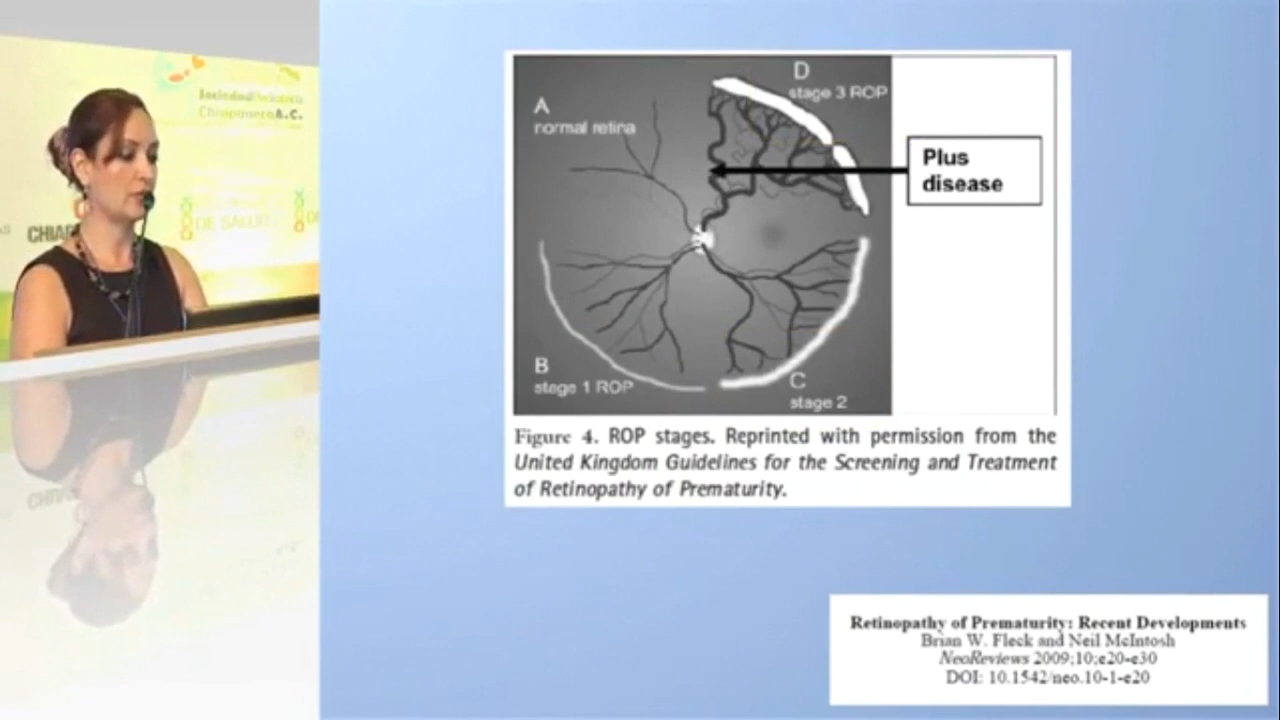 Sociedad Pediatría
Chiapaneca A.C.
CHIAP
DE SALUD
A
normal retina
D
stage 3 ROP
Plus
disease
B
stage 1 ROP
C
stage 2
Figure 4. ROP stages. Reprinted with permission from the
United Kingdom Guidelines for the Screening and Treatment
of Retinopathy of Prematurity.
Retinopathy of Prematurity: Recent Developments
Brian W. Fleck and Neil McIntosh
NeoReviews 2009;10;e20-e30
DOI: 10.1542/neo.10-1-e20